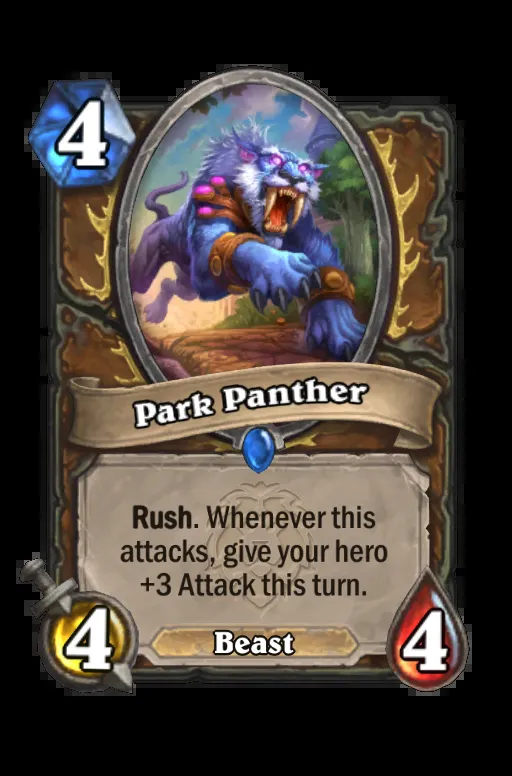 4
Park Panther
Rush. Whenever this
attacks, give your hero
+3 Attack this turn.
4
Beast
4